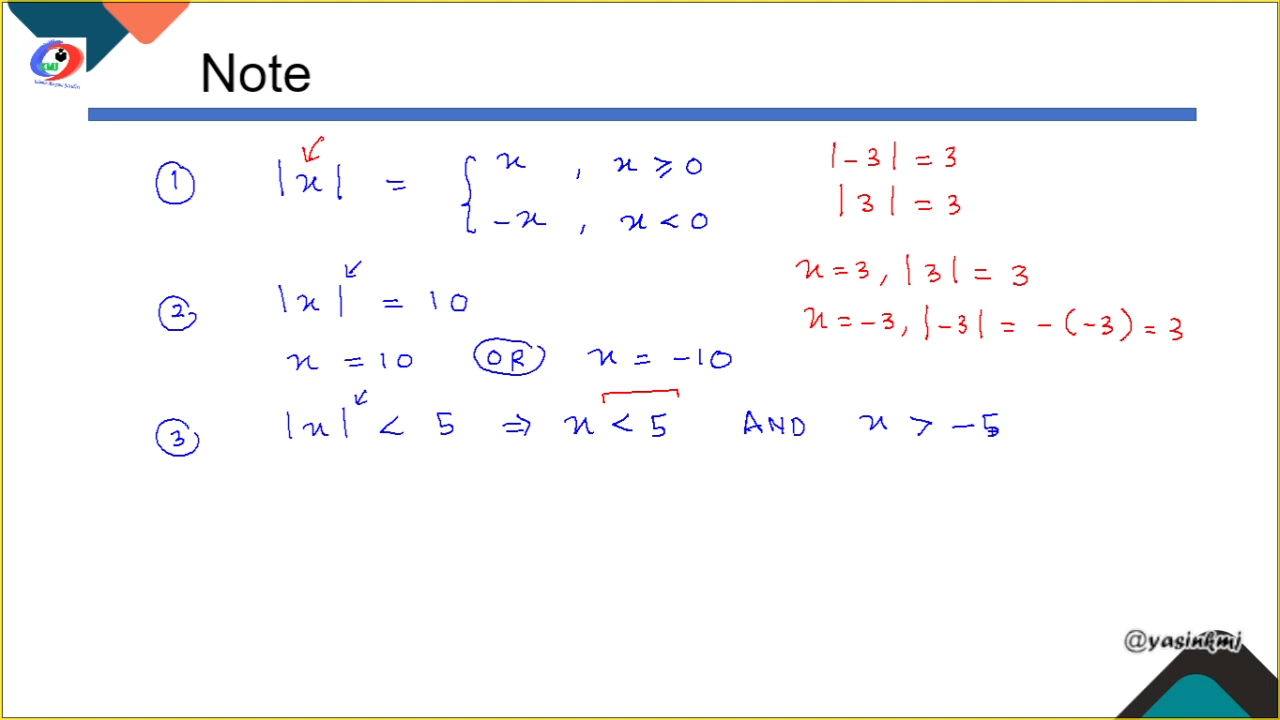 Note
① |x| = { x , x ⩾ 0
-x , x < 0
|-3| = 3
|3| = 3
x = 3, |3| = 3
x = -3, |-3| = -(-3) = 3
② |x| = 10
x = 10 OR x = -10
③ |x| < 5 ⇒ x < 5 AND x > -5
KMJ
@yasinkmj